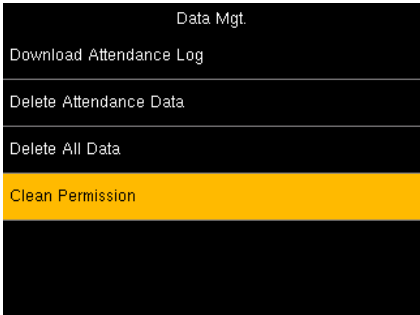 Data Mgt.
Download Attendance Log
Delete Attendance Data
Delete All Data
Clean Permission